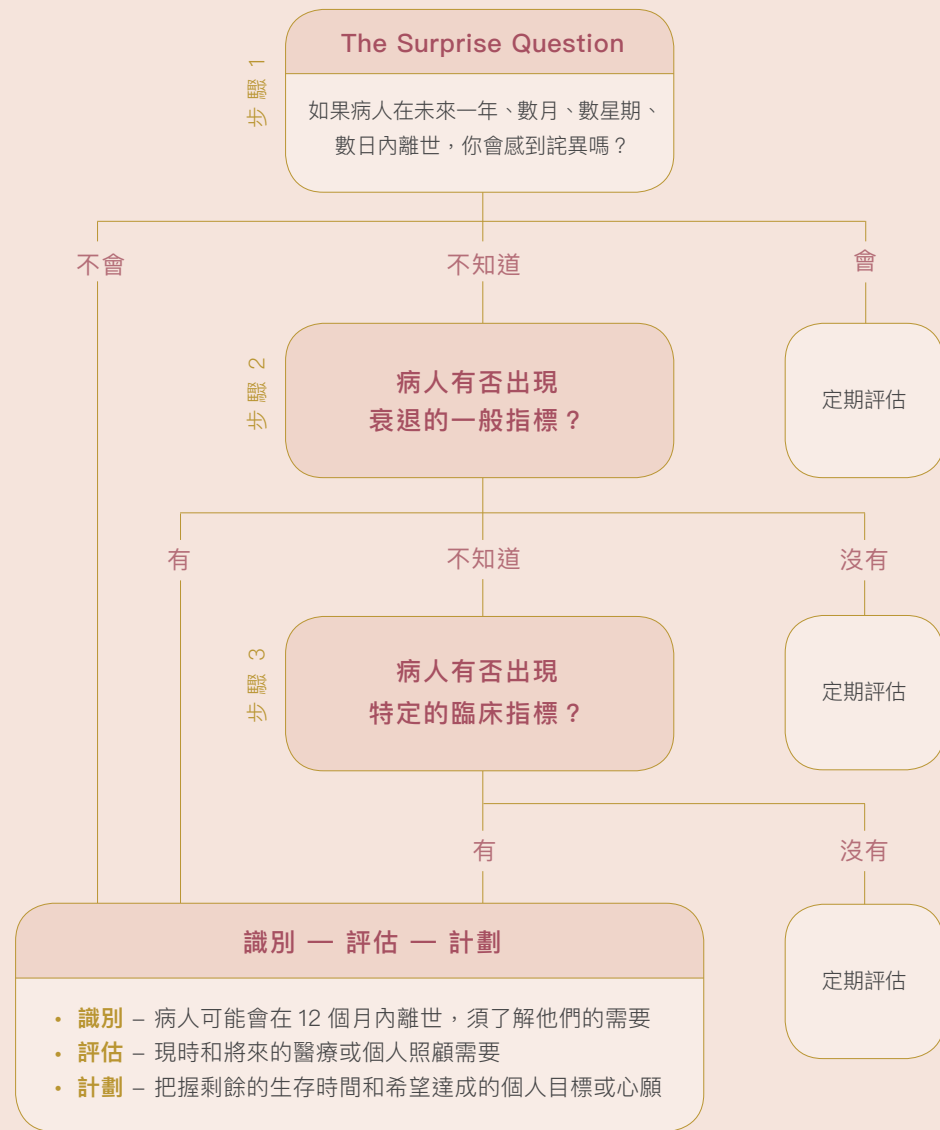 The Surprise Question
步驟 1
如果病人在未來一年、數月、數星期、
數日內離世，你會感到詫異嗎？
不會
不知道
會
步驟 2
病人有否出現
衰退的一般指標？
定期評估
有
不知道
沒有
步驟 3
病人有否出現
特定的臨床指標？
定期評估
有
沒有
識別 — 評估 — 計劃
• 識別 – 病人可能會在 12 個月內離世，須了解他們的需要
• 評估 – 現時和將來的醫療或個人照顧需要
• 計劃 – 把握剩餘的生存時間和希望達成的個人目標或心願
定期評估